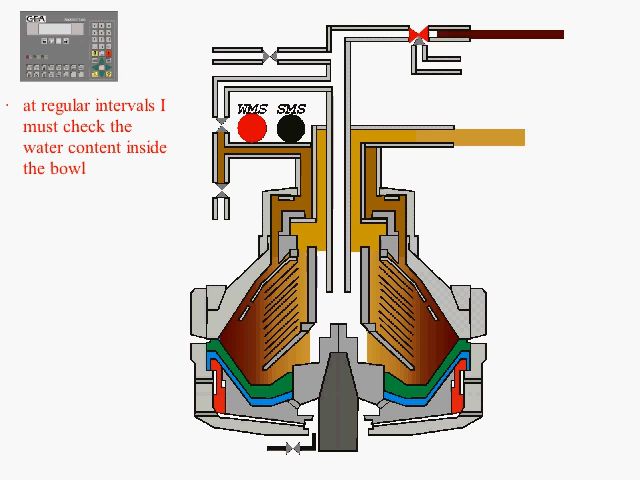 GEA
· at regular intervals I
must check the
water content inside
the bowl
WMS SMS